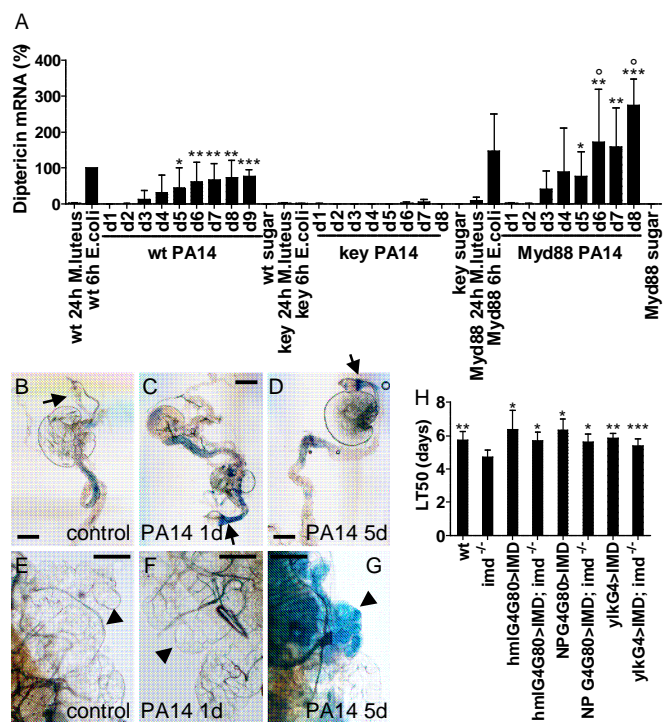 A
Diptericin mRNA (%)
400
300
200
100
0
* ** ** ** ***
* ** ** ***
° °
wt 24h M.luteus
wt 6h E.coli
d1 d2 d3 d4 d5 d6 d7 d8 d9
wt PA14
wt sugar
key 24h M.luteus
key 6h E.coli
d1 d2 d3 d4 d5 d6 d7 d8
key PA14
key sugar
Myd88 24h M.luteus
Myd88 6h E.coli
d1 d2 d3 d4 d5 d6 d7 d8
Myd88 PA14
Myd88 sugar
B
control
C
PA14 1d
D
PA14 5d
E
control
F
PA14 1d
G
PA14 5d
H
LT50 (days)
8
6
4
2
0
** * * * * ** ***
wt
imd -/-
hmlG4G80>IMD
hmlG4G80>IMD; imd -/-
NPG4G80>IMD
NP G4G80>IMD; imd -/-
ylkG4>IMD
ylkG4>IMD; imd -/-